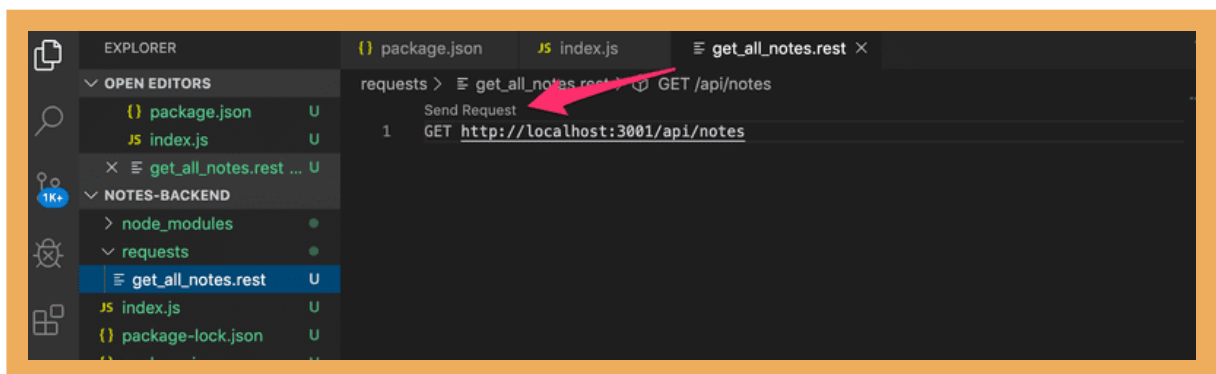 EXPLORER
{} package.json JS index.js get_all_notes.rest ×
OPEN EDITORS
requests > get_all_notes.rest > GET /api/notes
{} package.json U
Send Request
JS index.js U
1 GET http://localhost:3001/api/notes
× get_all_notes.rest ... U
1K+
NOTES-BACKEND
> node_modules
requests
get_all_notes.rest U
JS index.js U
{} package-lock.json U